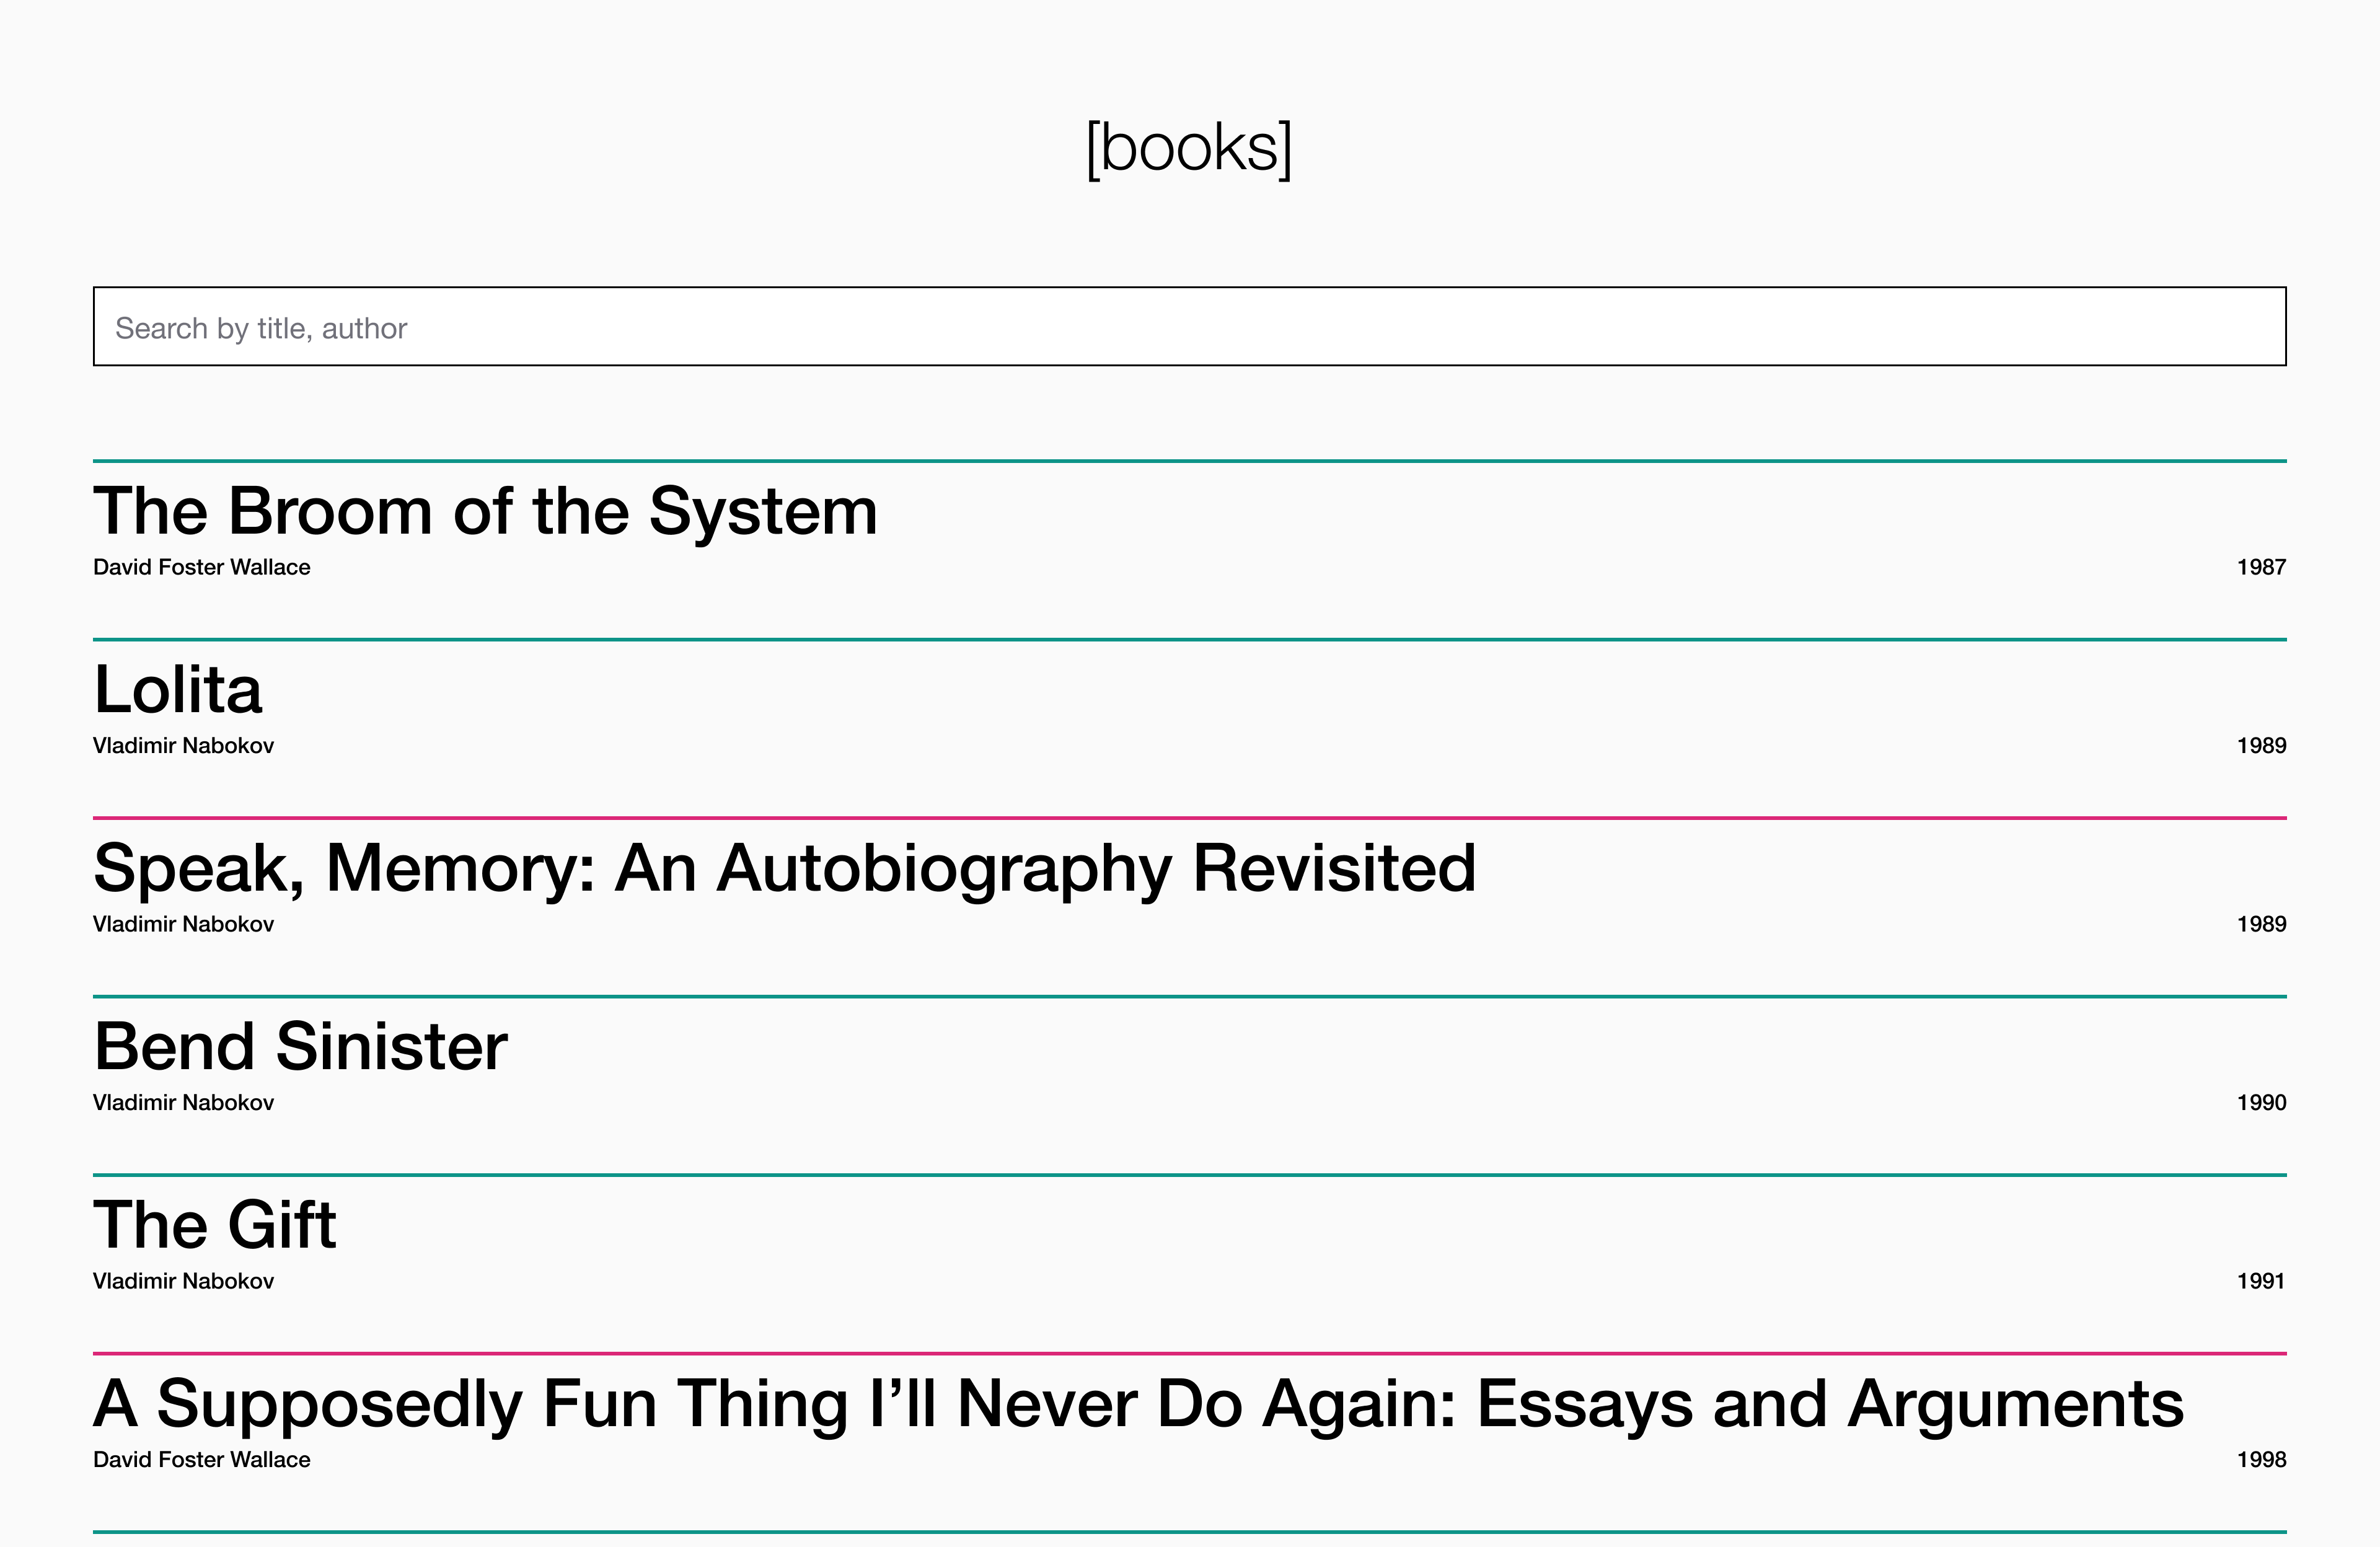 [books]
Search by title, author
The Broom of the System
David Foster Wallace 1987
Lolita
Vladimir Nabokov 1989
Speak, Memory: An Autobiography Revisited
Vladimir Nabokov 1989
Bend Sinister
Vladimir Nabokov 1990
The Gift
Vladimir Nabokov 1991
A Supposedly Fun Thing I’ll Never Do Again: Essays and Arguments
David Foster Wallace 1998